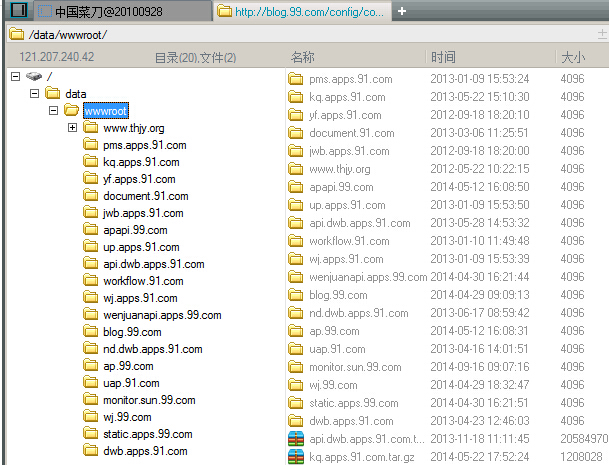 中国菜刀@20100928 http://blog.99.com/config/co... +
/data/wwwroot/
121.207.240.42 目录(20),文件(2) 名称 时间 大小
/
data
wwwroot
www.thjy.org
pms.apps.91.com
kq.apps.91.com
yf.apps.91.com
document.91.com
jwb.apps.91.com
apapi.99.com
up.apps.91.com
api.dwb.apps.91.com
workflow.91.com
wj.apps.91.com
wenjuanapi.apps.99.com
blog.99.com
nd.dwb.apps.91.com
ap.99.com
uap.91.com
monitor.sun.99.com
wj.99.com
static.apps.99.com
dwb.apps.91.com
pms.apps.91.com 2013-01-09 15:53:24 4096
kq.apps.91.com 2013-05-22 15:10:30 4096
yf.apps.91.com 2012-09-18 18:20:10 4096
document.91.com 2013-03-06 11:25:51 4096
jwb.apps.91.com 2012-09-18 18:20:00 4096
www.thjy.org 2012-05-22 10:22:15 4096
apapi.99.com 2014-05-12 16:08:50 4096
up.apps.91.com 2013-01-09 15:53:50 4096
api.dwb.apps.91.com 2013-05-28 14:53:32 4096
workflow.91.com 2013-01-10 11:49:48 4096
wj.apps.91.com 2013-01-09 15:53:39 4096
wenjuanapi.apps.99.com 2014-04-30 16:21:44 4096
blog.99.com 2014-04-29 09:09:13 4096
nd.dwb.apps.91.com 2013-06-17 08:59:42 4096
ap.99.com 2014-05-12 16:08:31 4096
uap.91.com 2013-04-16 14:01:51 4096
monitor.sun.99.com 2014-09-16 09:07:16 4096
wj.99.com 2014-04-29 18:32:47 4096
static.apps.99.com 2014-04-30 16:21:51 4096
dwb.apps.91.com 2013-04-23 12:46:03 4096
api.dwb.apps.91.com.t... 2013-11-18 11:11:45 20584970
kq.apps.91.com.tar.gz 2014-05-22 17:52:24 1208028